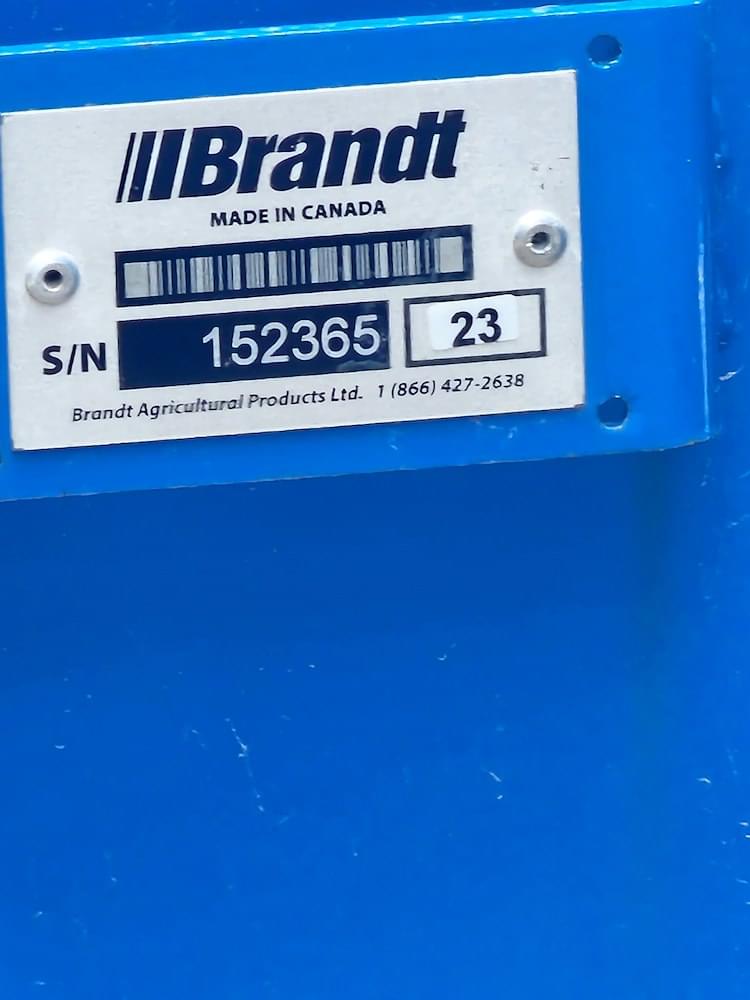 Brandt
MADE IN CANADA
S/N 152365 23
Brandt Agricultural Products Ltd. 1 (866) 427-2638